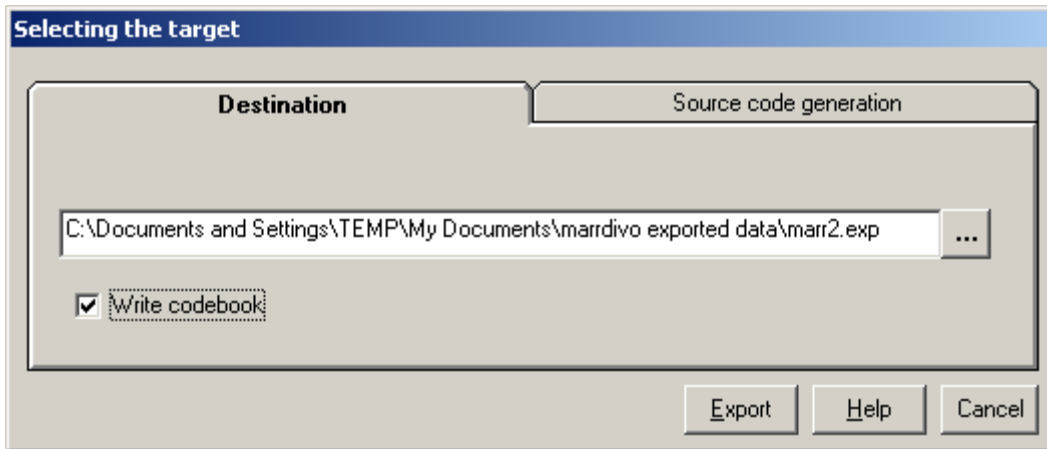 Selecting the target
Destination
Source code generation
C:\Documents and Settings\TEMP\My Documents\marrdivo exported data\marr2.exp
...
Write codebook
Export
Help
Cancel